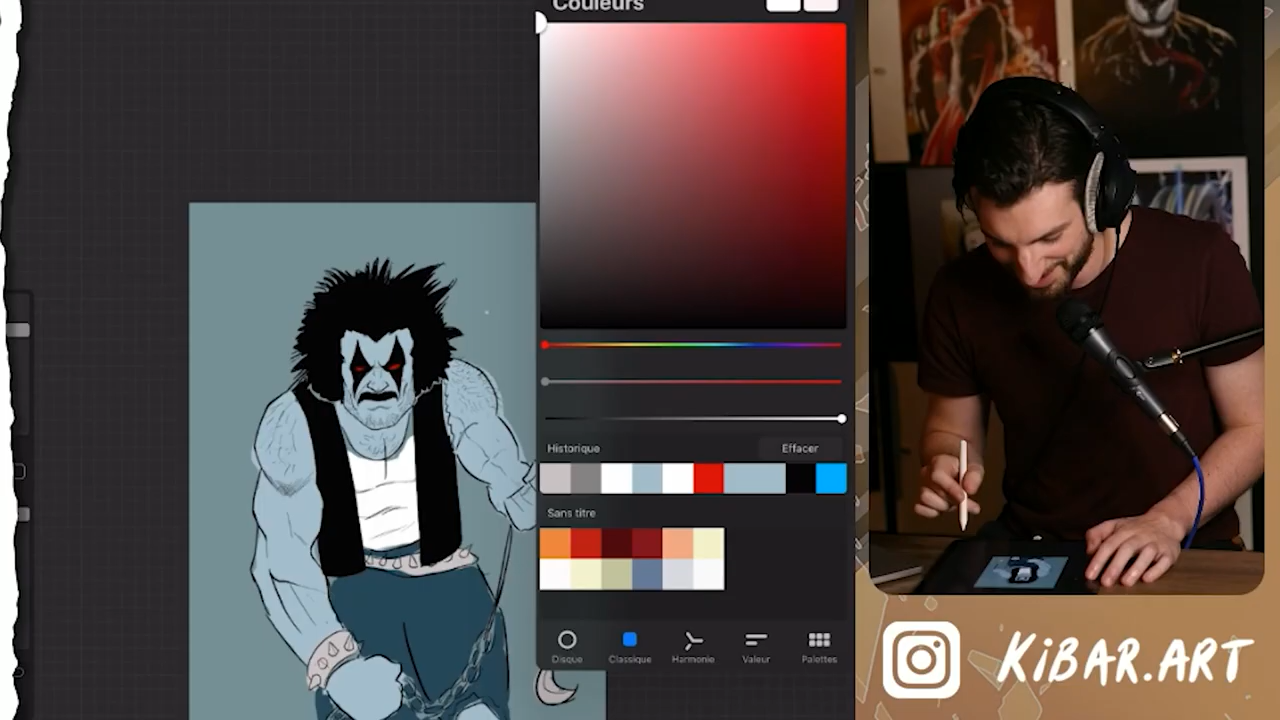 Couleurs
Historique
Effacer
Sans titre
Disque
Classique
Harmonie
Valeur
Palettes
KiBAR.ART